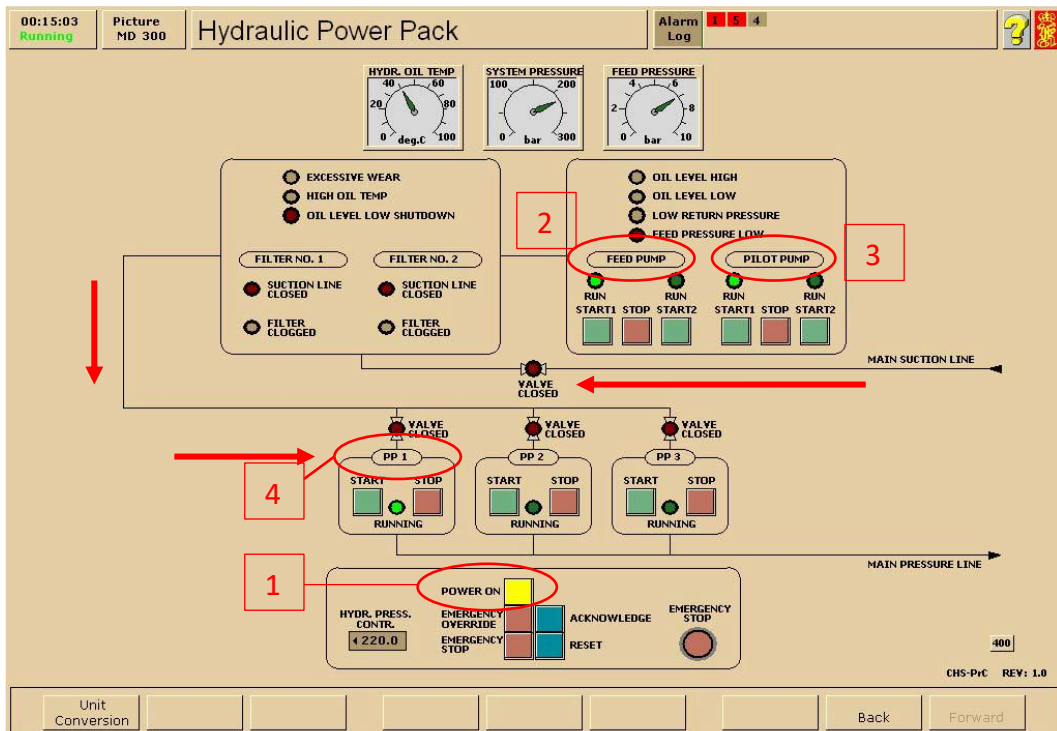 00:15:03
Running
Picture
MD 300
Hydraulic Power Pack
Alarm
Log
1 5 4
?
HYDR. OIL TEMP
0 20 40 60 80 100
deg.C
SYSTEM PRESSURE
0 100 200 300
bar
FEED PRESSURE
0 2 4 6 8 10
bar
EXCESSIVE WEAR
HIGH OIL TEMP
OIL LEVEL LOW SHUTDOWN
FILTER NO. 1
FILTER NO. 2
SUCTION LINE
CLOSED
SUCTION LINE
CLOSED
FILTER
CLOGGED
FILTER
CLOGGED
OIL LEVEL HIGH
OIL LEVEL LOW
LOW RETURN PRESSURE
FEED PRESSURE LOW
2
3
FEED PUMP
PILOT PUMP
RUN
RUN
RUN
RUN
START1 STOP START2
START1 STOP START2
MAIN SUCTION LINE
VALVE
CLOSED
VALVE
CLOSED
VALVE
CLOSED
VALVE
CLOSED
PP 1
PP 2
PP 3
4
START STOP
START STOP
START STOP
RUNNING
RUNNING
RUNNING
MAIN PRESSURE LINE
1
POWER ON
HYDR. PRESS.
CONTR.
220.0
EMERGENCY
OVERRIDE
EMERGENCY
STOP
ACKNOWLEDGE
RESET
EMERGENCY
STOP
400
CHS-PrC REV: 1.0
Unit
Conversion
Back
Forward